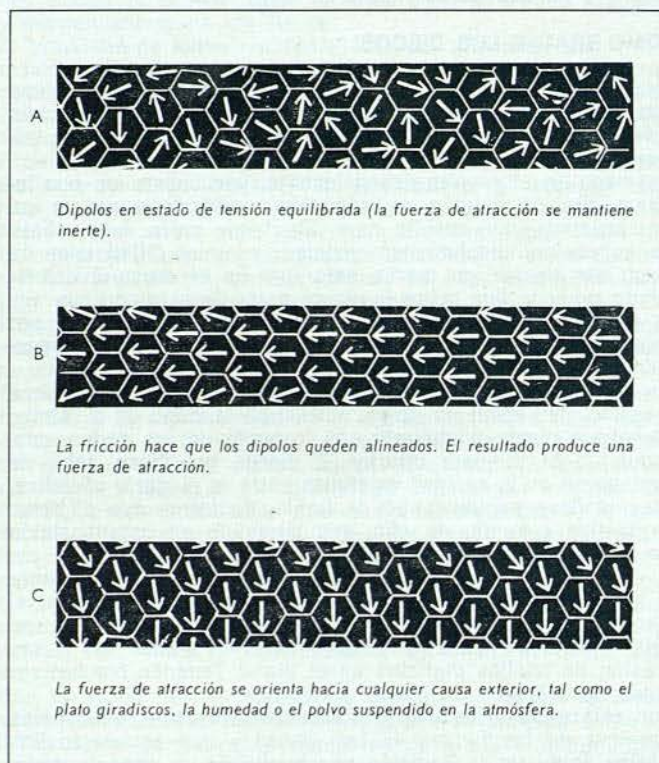 A
Dipolos en estado de tensión equilibrada (la fuerza de atracción se mantiene
inerte).
B
La fricción hace que los dipolos queden alineados. El resultado produce una
fuerza de atracción.
C
La fuerza de atracción se orienta hacia cualquier causa exterior, tal como el
plato giradiscos, la humedad o el polvo suspendido en la atmósfera.